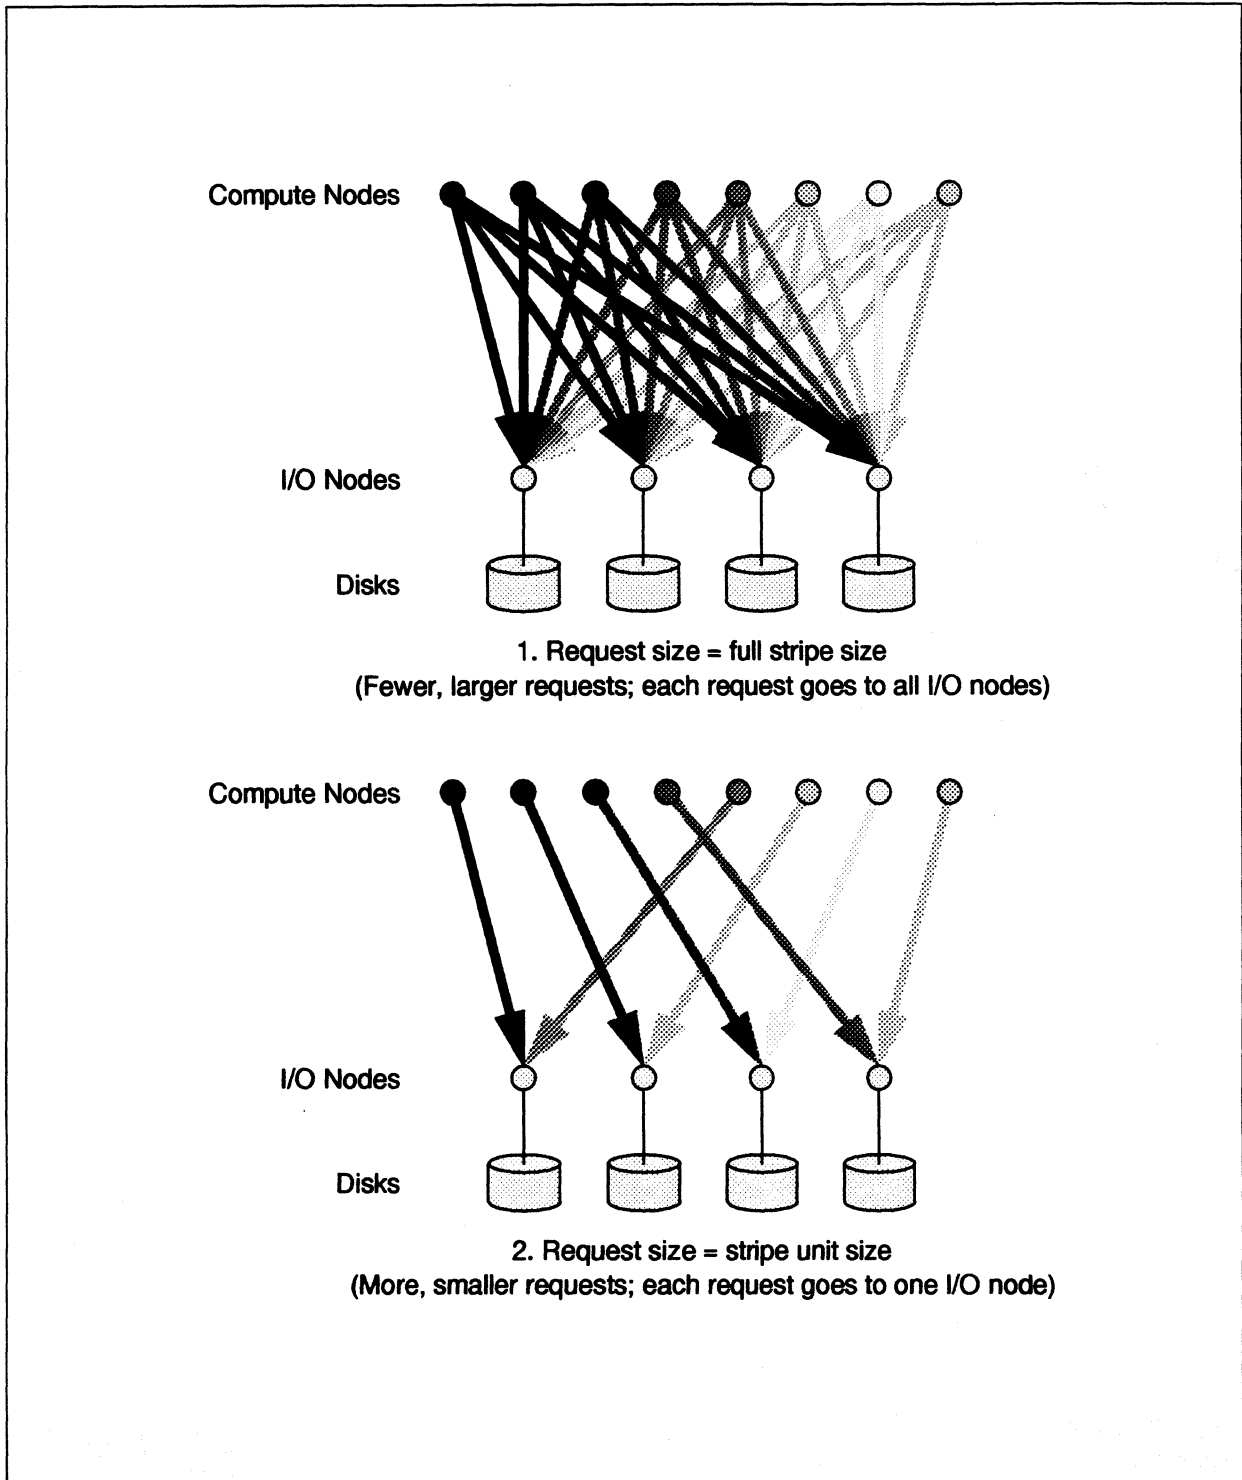 Compute Nodes
I/O Nodes
Disks
1. Request size = full stripe size
(Fewer, larger requests; each request goes to all I/O nodes)
Compute Nodes
I/O Nodes
Disks
2. Request size = stripe unit size
(More, smaller requests; each request goes to one I/O node)